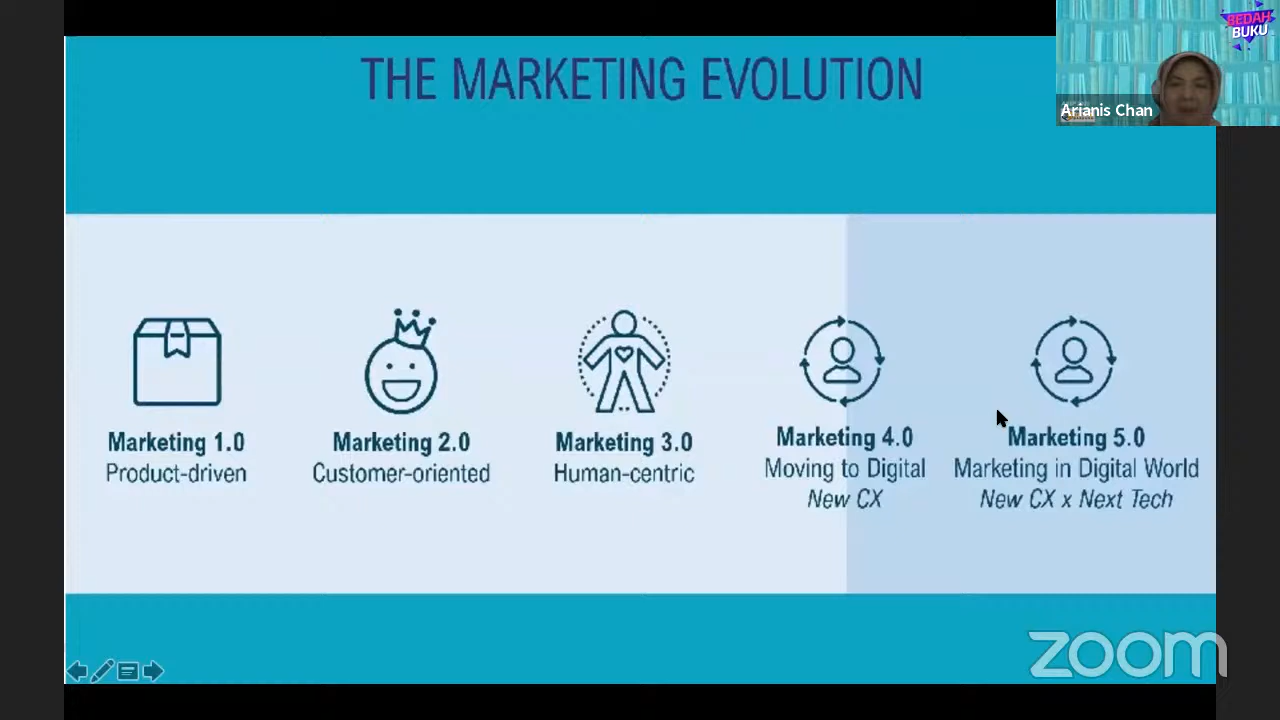 THE MARKETING EVOLUTION
BEDAH
BUKU
Arianis Chan
Marketing 1.0
Product-driven
Marketing 2.0
Customer-oriented
Marketing 3.0
Human-centric
Marketing 4.0
Moving to Digital
New CX
Marketing 5.0
Marketing in Digital World
New CX x Next Tech
zoom